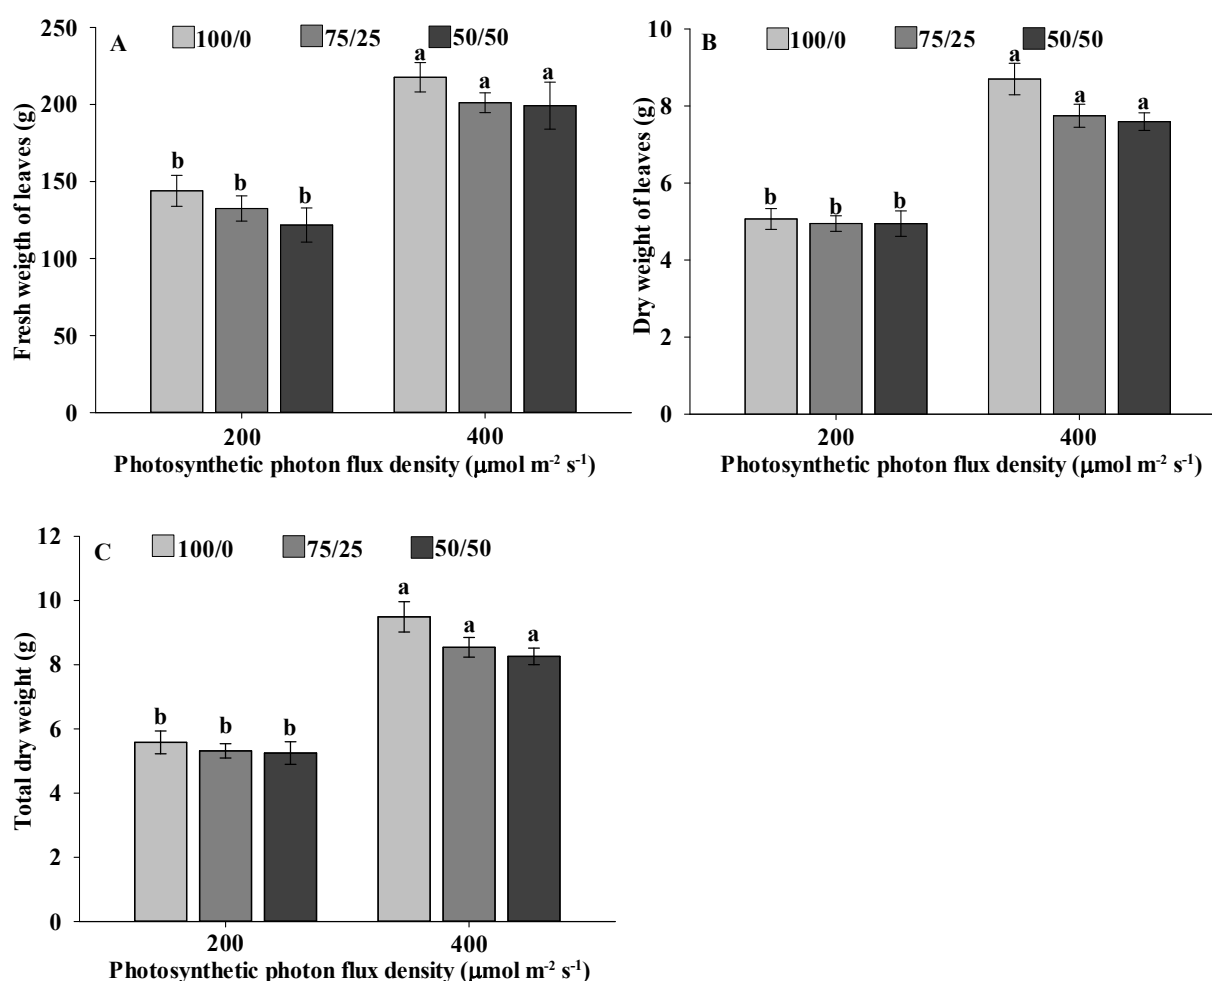 A 100/0 75/25 50/50
250
200
150
100
50
0
Fresh weigth of leaves (g)
b b b a a a
200 400
Photosynthetic photon flux density (μmol m⁻² s⁻¹)
B 100/0 75/25 50/50
10
8
6
4
2
0
Dry weight of leaves (g)
b b b a a a
200 400
Photosynthetic photon flux density (μmol m⁻² s⁻¹)
C 100/0 75/25 50/50
12
10
8
6
4
2
0
Total dry weight (g)
b b b a a a
200 400
Photosynthetic photon flux density (μmol m⁻² s⁻¹)